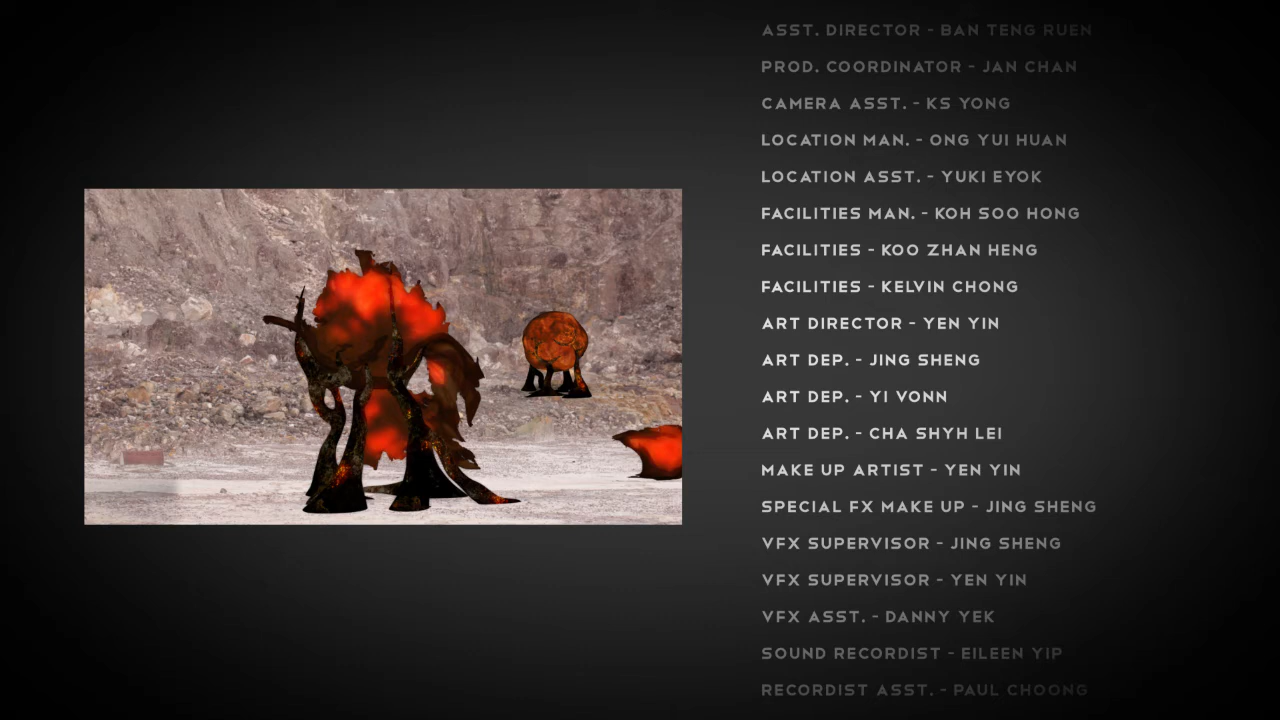 ASST. DIRECTOR - BAN TENG RUEN
PROD. COORDINATOR - JAN CHAN
CAMERA ASST. - KS YONG
LOCATION MAN. - ONG YUI HUAN
LOCATION ASST. - YUKI EYOK
FACILITIES MAN. - KOH SOO HONG
FACILITIES - KOO ZHAN HENG
FACILITIES - KELVIN CHONG
ART DIRECTOR - YEN YIN
ART DEP. - JING SHENG
ART DEP. - YI VONN
ART DEP. - CHA SHYH LEI
MAKE UP ARTIST - YEN YIN
SPECIAL FX MAKE UP - JING SHENG
VFX SUPERVISOR - JING SHENG
VFX SUPERVISOR - YEN YIN
VFX ASST. - DANNY YEK
SOUND RECORDIST - EILEEN YIP
RECORDIST ASST. - PAUL CHOONG